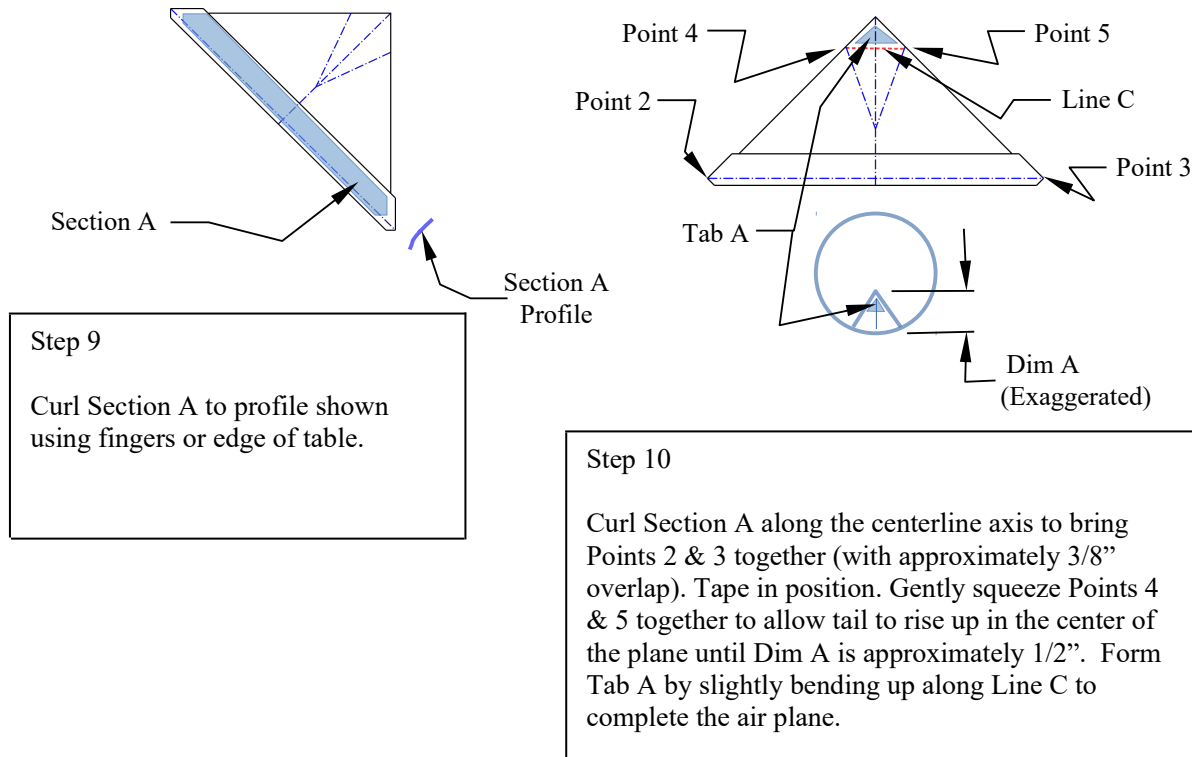 Section A
Section A
Profile
Step 9
Curl Section A to profile shown
using fingers or edge of table.
Point 4
Point 5
Point 2
Line C
Point 3
Tab A
Dim A
(Exaggerated)
Step 10
Curl Section A along the centerline axis to bring
Points 2 & 3 together (with approximately 3/8”
overlap). Tape in position. Gently squeeze Points 4
& 5 together to allow tail to rise up in the center of
the plane until Dim A is approximately 1/2”.  Form
Tab A by slightly bending up along Line C to
complete the air plane.